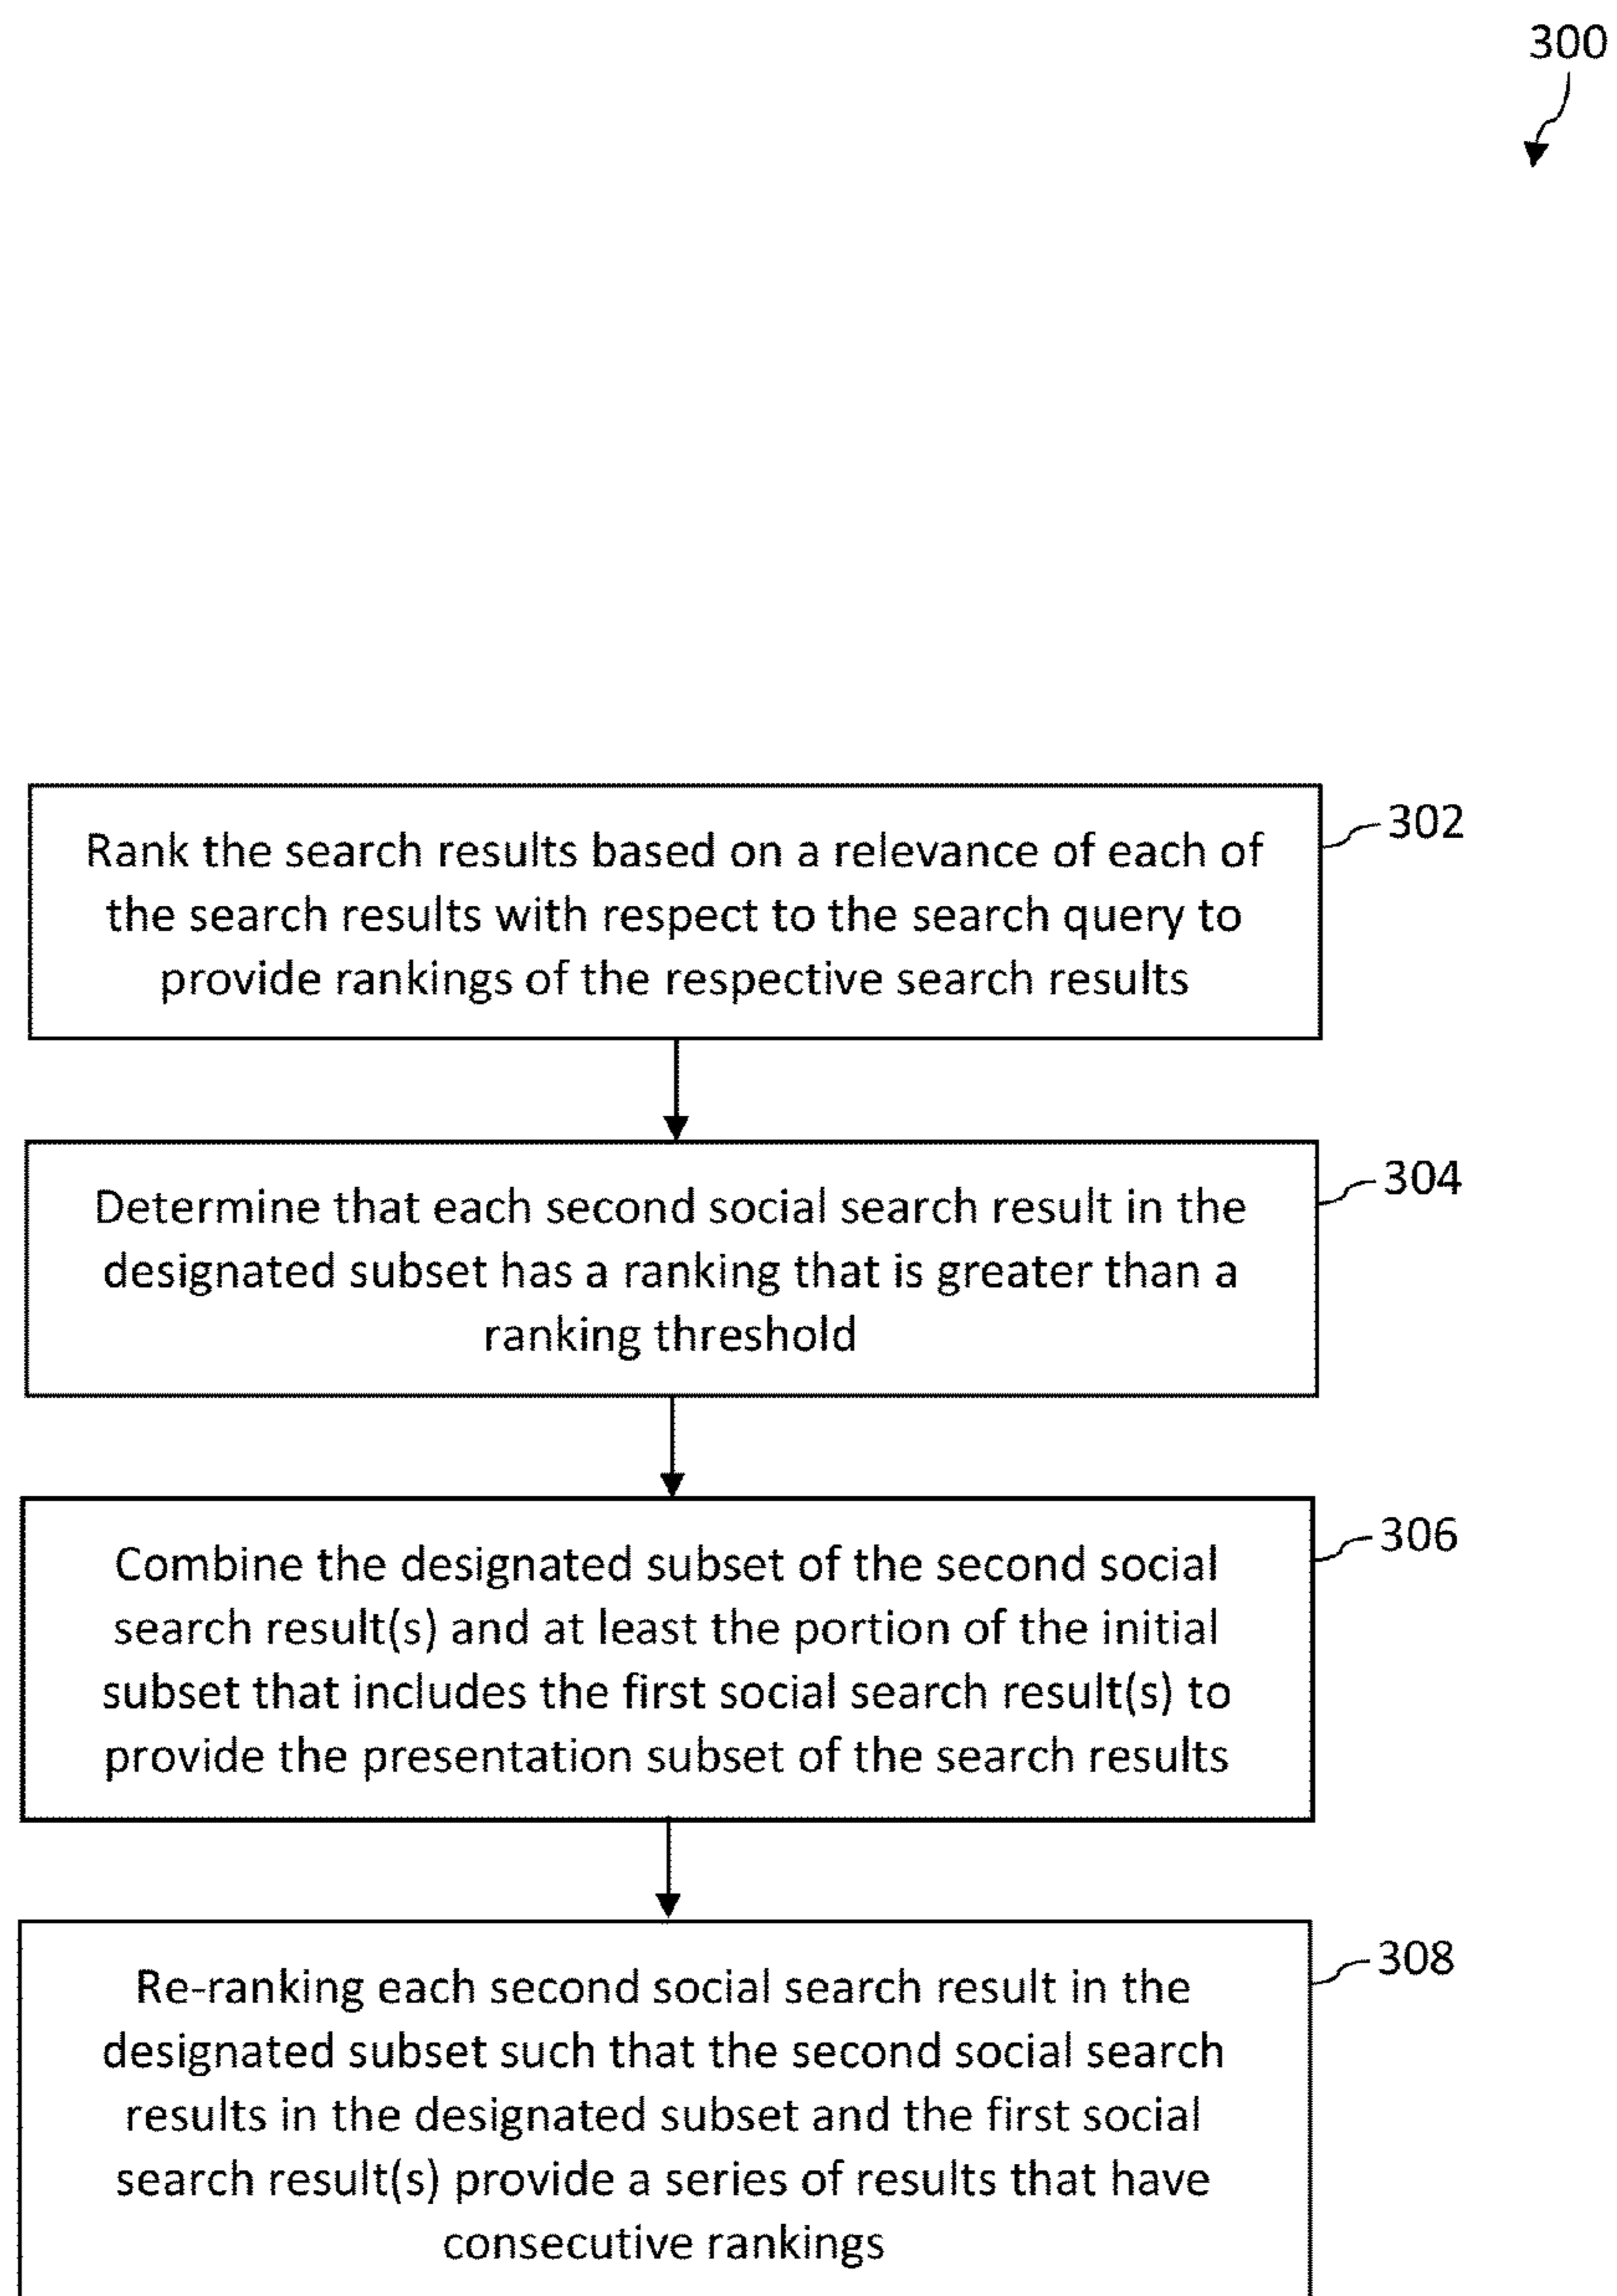 300
302
Rank the search results based on a relevance of each of
the search results with respect to the search query to
provide rankings of the respective search results
304
Determine that each second social search result in the
designated subset has a ranking that is greater than a
ranking threshold
306
Combine the designated subset of the second social
search result(s) and at least the portion of the initial
subset that includes the first social search result(s) to
provide the presentation subset of the search results
308
Re-ranking each second social search result in the
designated subset such that the second social search
results in the designated subset and the first social
search result(s) provide a series of results that have
consecutive rankings